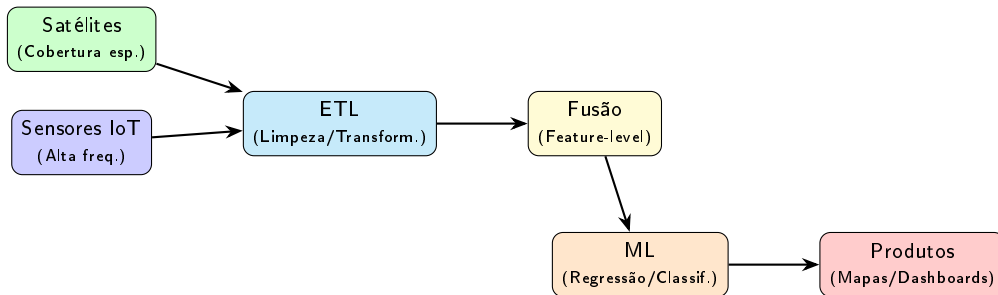 Satélites
(Cobertura esp.)
Sensores IoT
(Alta freq.)
ETL
(Limpeza/Transform.)
Fusão
(Feature-level)
ML
(Regressão/Classif.)
Produtos
(Mapas/Dashboards)